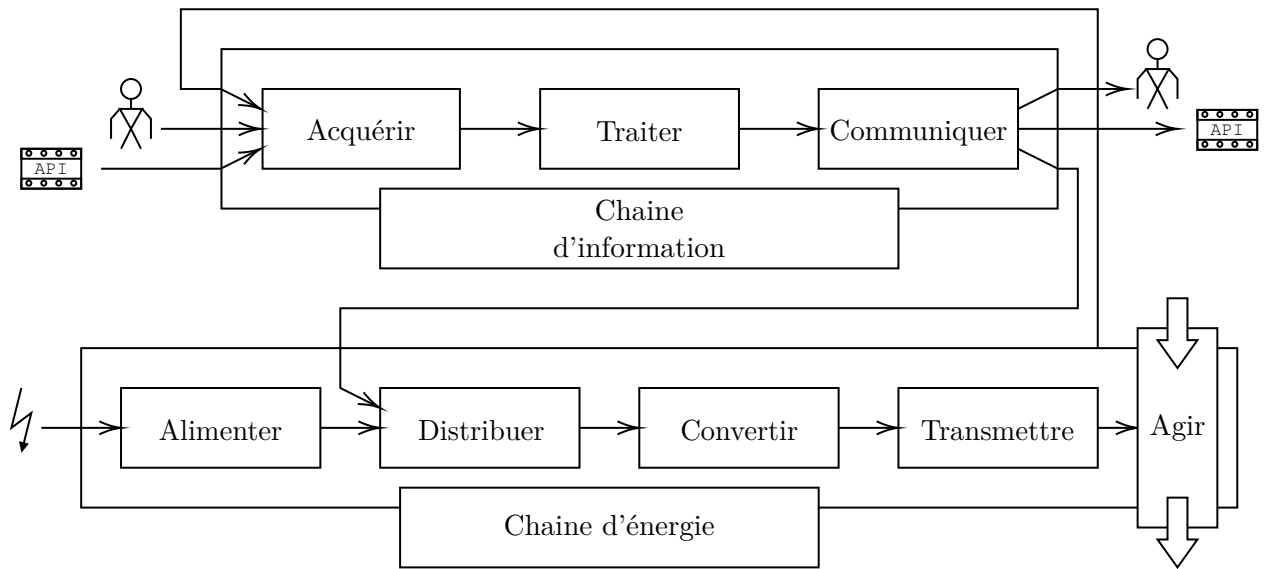 Acquérir
Traiter
Communiquer
API
API
Chaine
d'information
Alimenter
Distribuer
Convertir
Transmettre
Agir
Chaine d'énergie